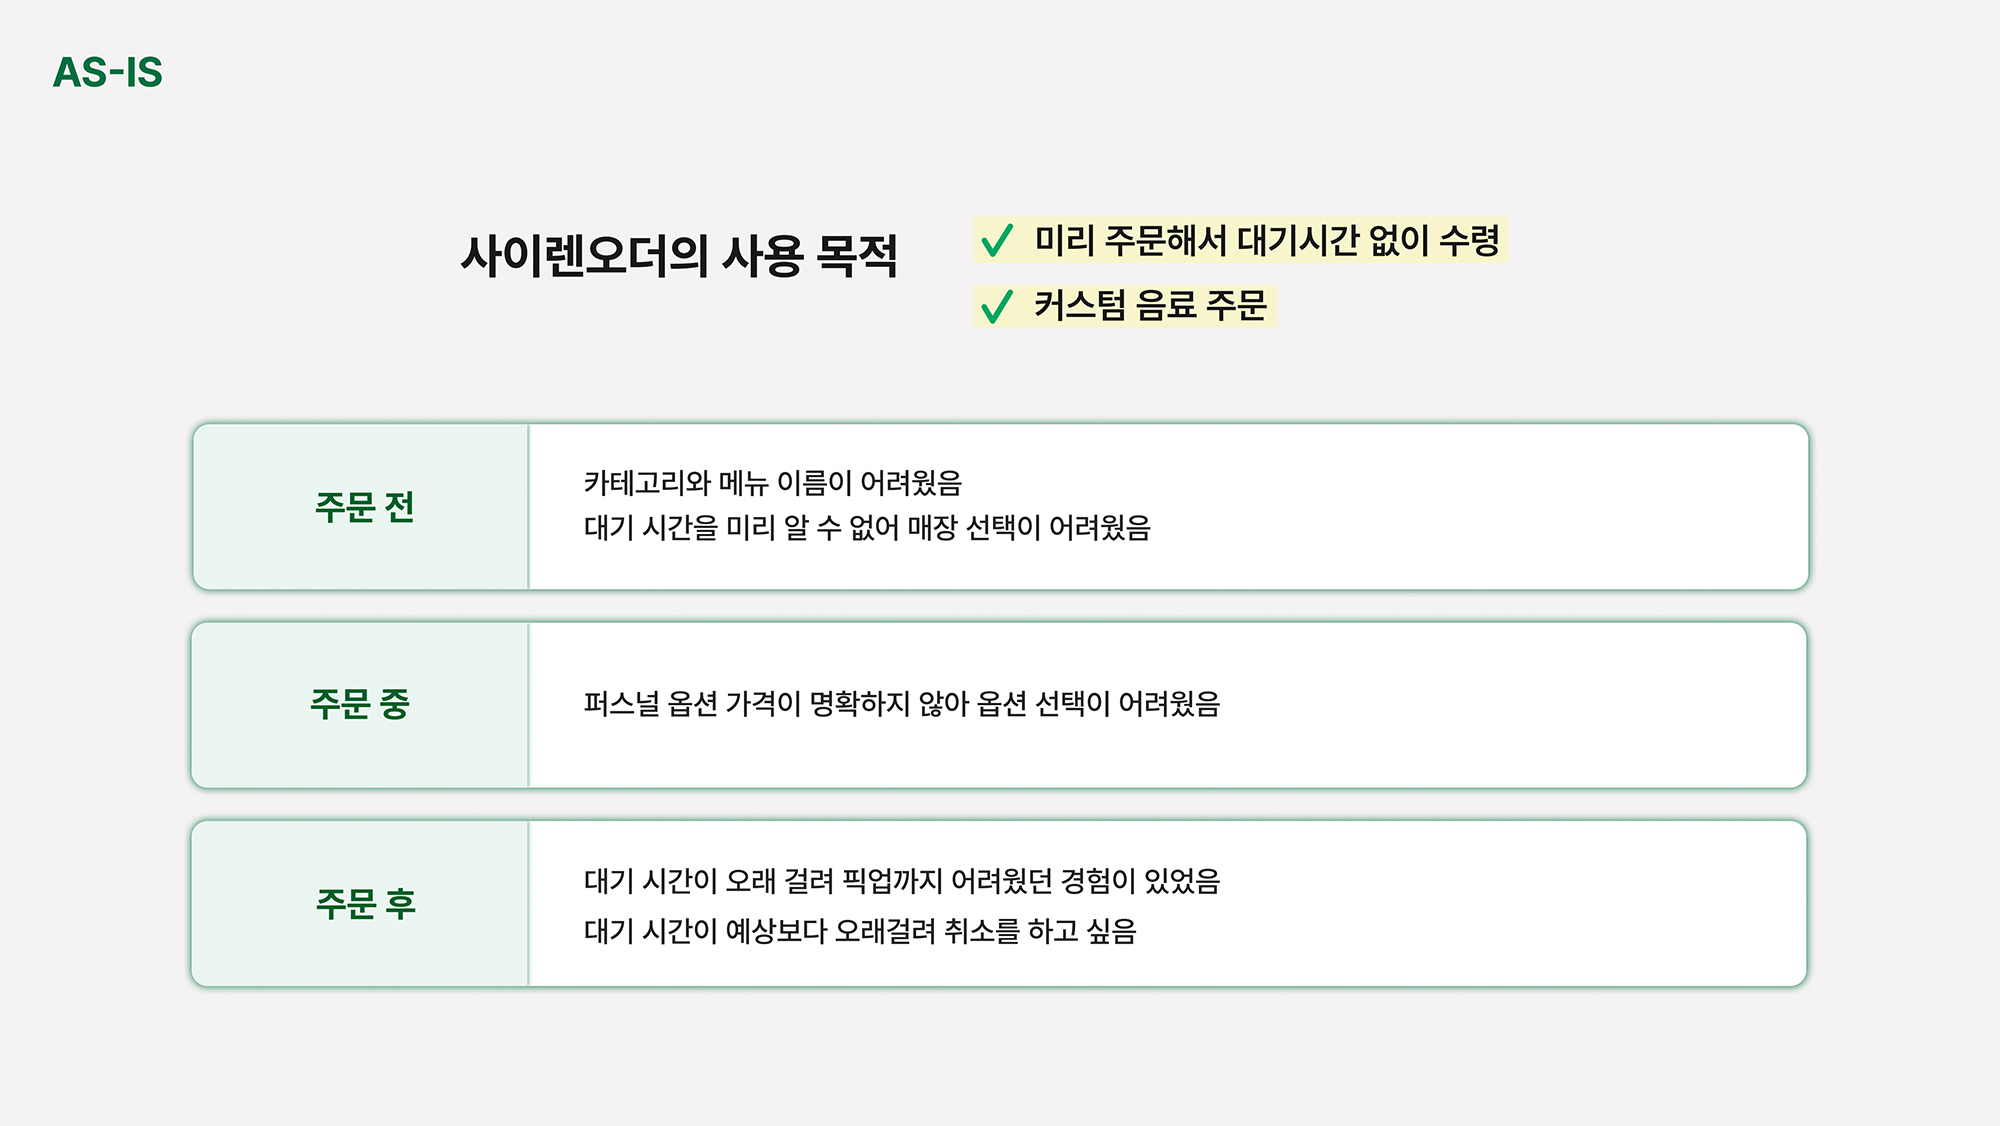 AS-IS
사이렌오더의 사용 목적
미리 주문해서 대기시간 없이 수령
커스텀 음료 주문
주문 전
카테고리와 메뉴 이름이 어려웠음
대기 시간을 미리 알 수 없어 매장 선택이 어려웠음
주문 중
퍼스널 옵션 가격이 명확하지 않아 옵션 선택이 어려웠음
주문 후
대기 시간이 오래 걸려 픽업까지 어려웠던 경험이 있었음
대기 시간이 예상보다 오래걸려 취소를 하고 싶음